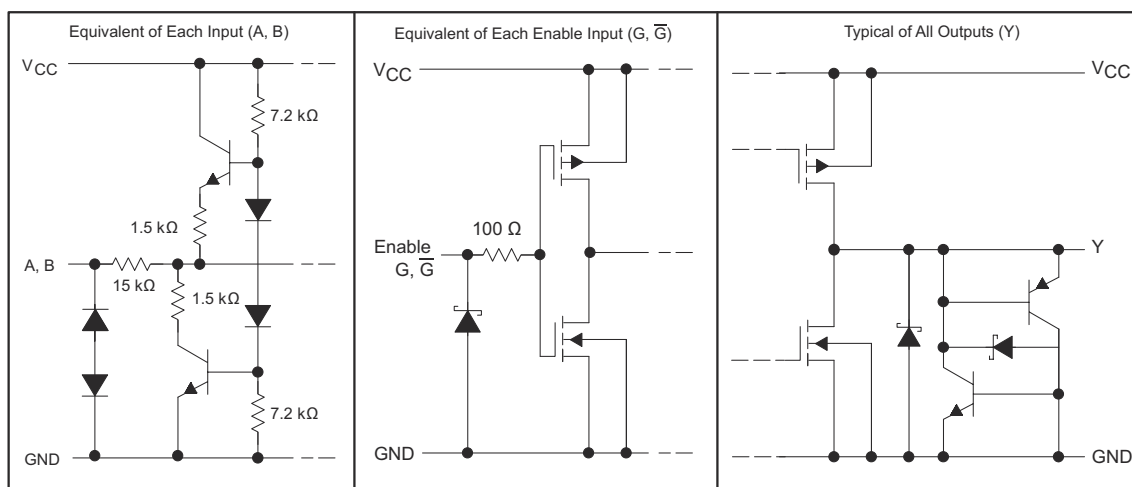 Equivalent of Each Input (A, B)
VCC
7.2 kΩ
1.5 kΩ
A, B
15 kΩ
1.5 kΩ
7.2 kΩ
GND
Equivalent of Each Enable Input (G, G̅)
VCC
100 Ω
Enable
G, G̅
GND
Typical of All Outputs (Y)
VCC
Y
GND